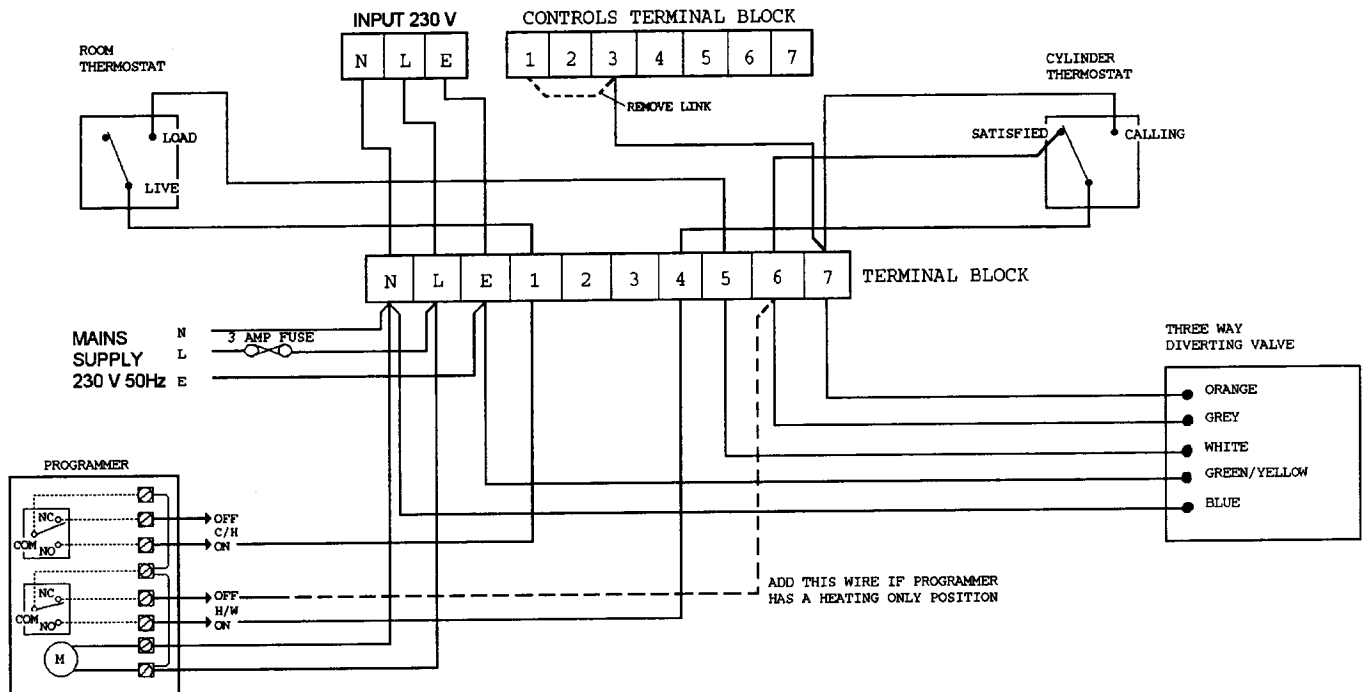 INPUT 230 V
N L E
CONTROLS TERMINAL BLOCK
1 2 3 4 5 6 7
REMOVE LINK
ROOM
THERMOSTAT
LOAD
LIVE
CYLINDER
THERMOSTAT
SATISFIED
CALLING
N L E 1 2 3 4 5 6 7
TERMINAL BLOCK
MAINS
SUPPLY
230 V 50Hz
N
L
E
3 AMP FUSE
THREE WAY
DIVERTING VALVE
ORANGE
GREY
WHITE
GREEN/YELLOW
BLUE
PROGRAMMER
NC
COM
NO
OFF
C/H
ON
NC
COM
NO
OFF
H/W
ON
M
ADD THIS WIRE IF PROGRAMMER
HAS A HEATING ONLY POSITION